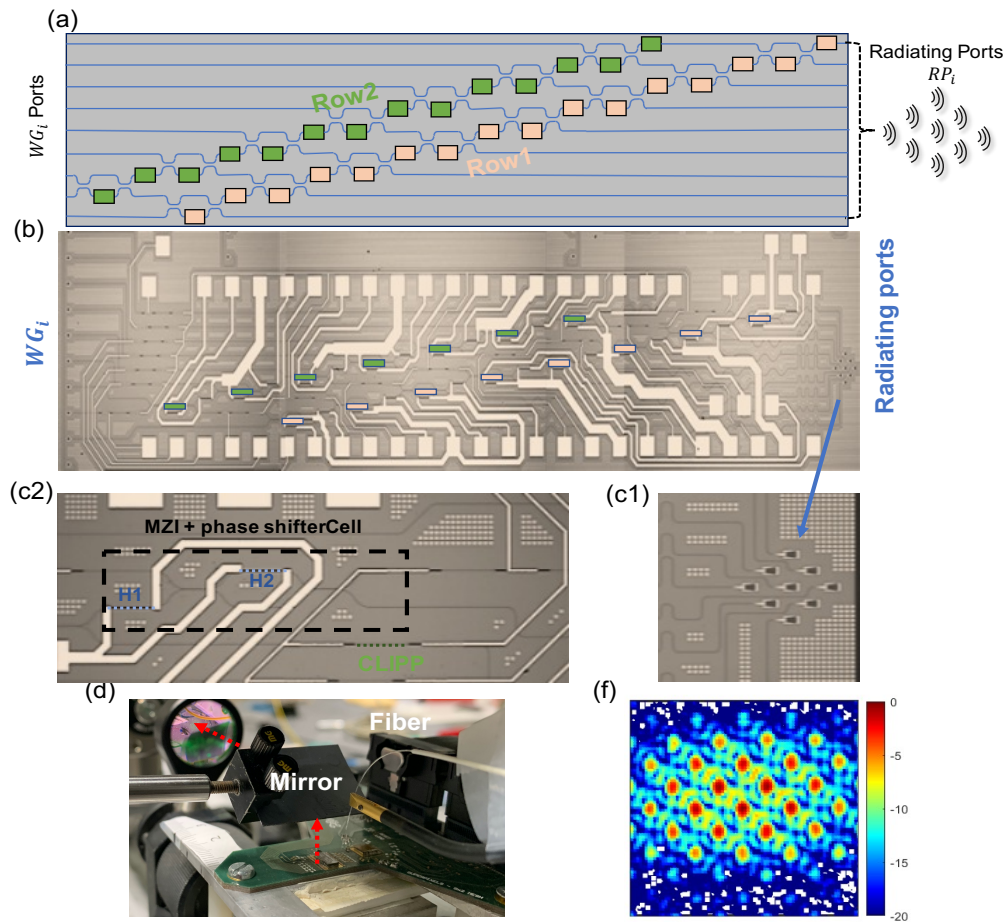 (a)
WG_i Ports
Row2
Row1
Radiating Ports
RP_i
(b)
WG_i
Radiating ports
(c2)
MZI + phase shifterCell
H1
H2
CLIPP
(c1)
(d)
Fiber
Mirror
(f)
0
-5
-10
-15
-20